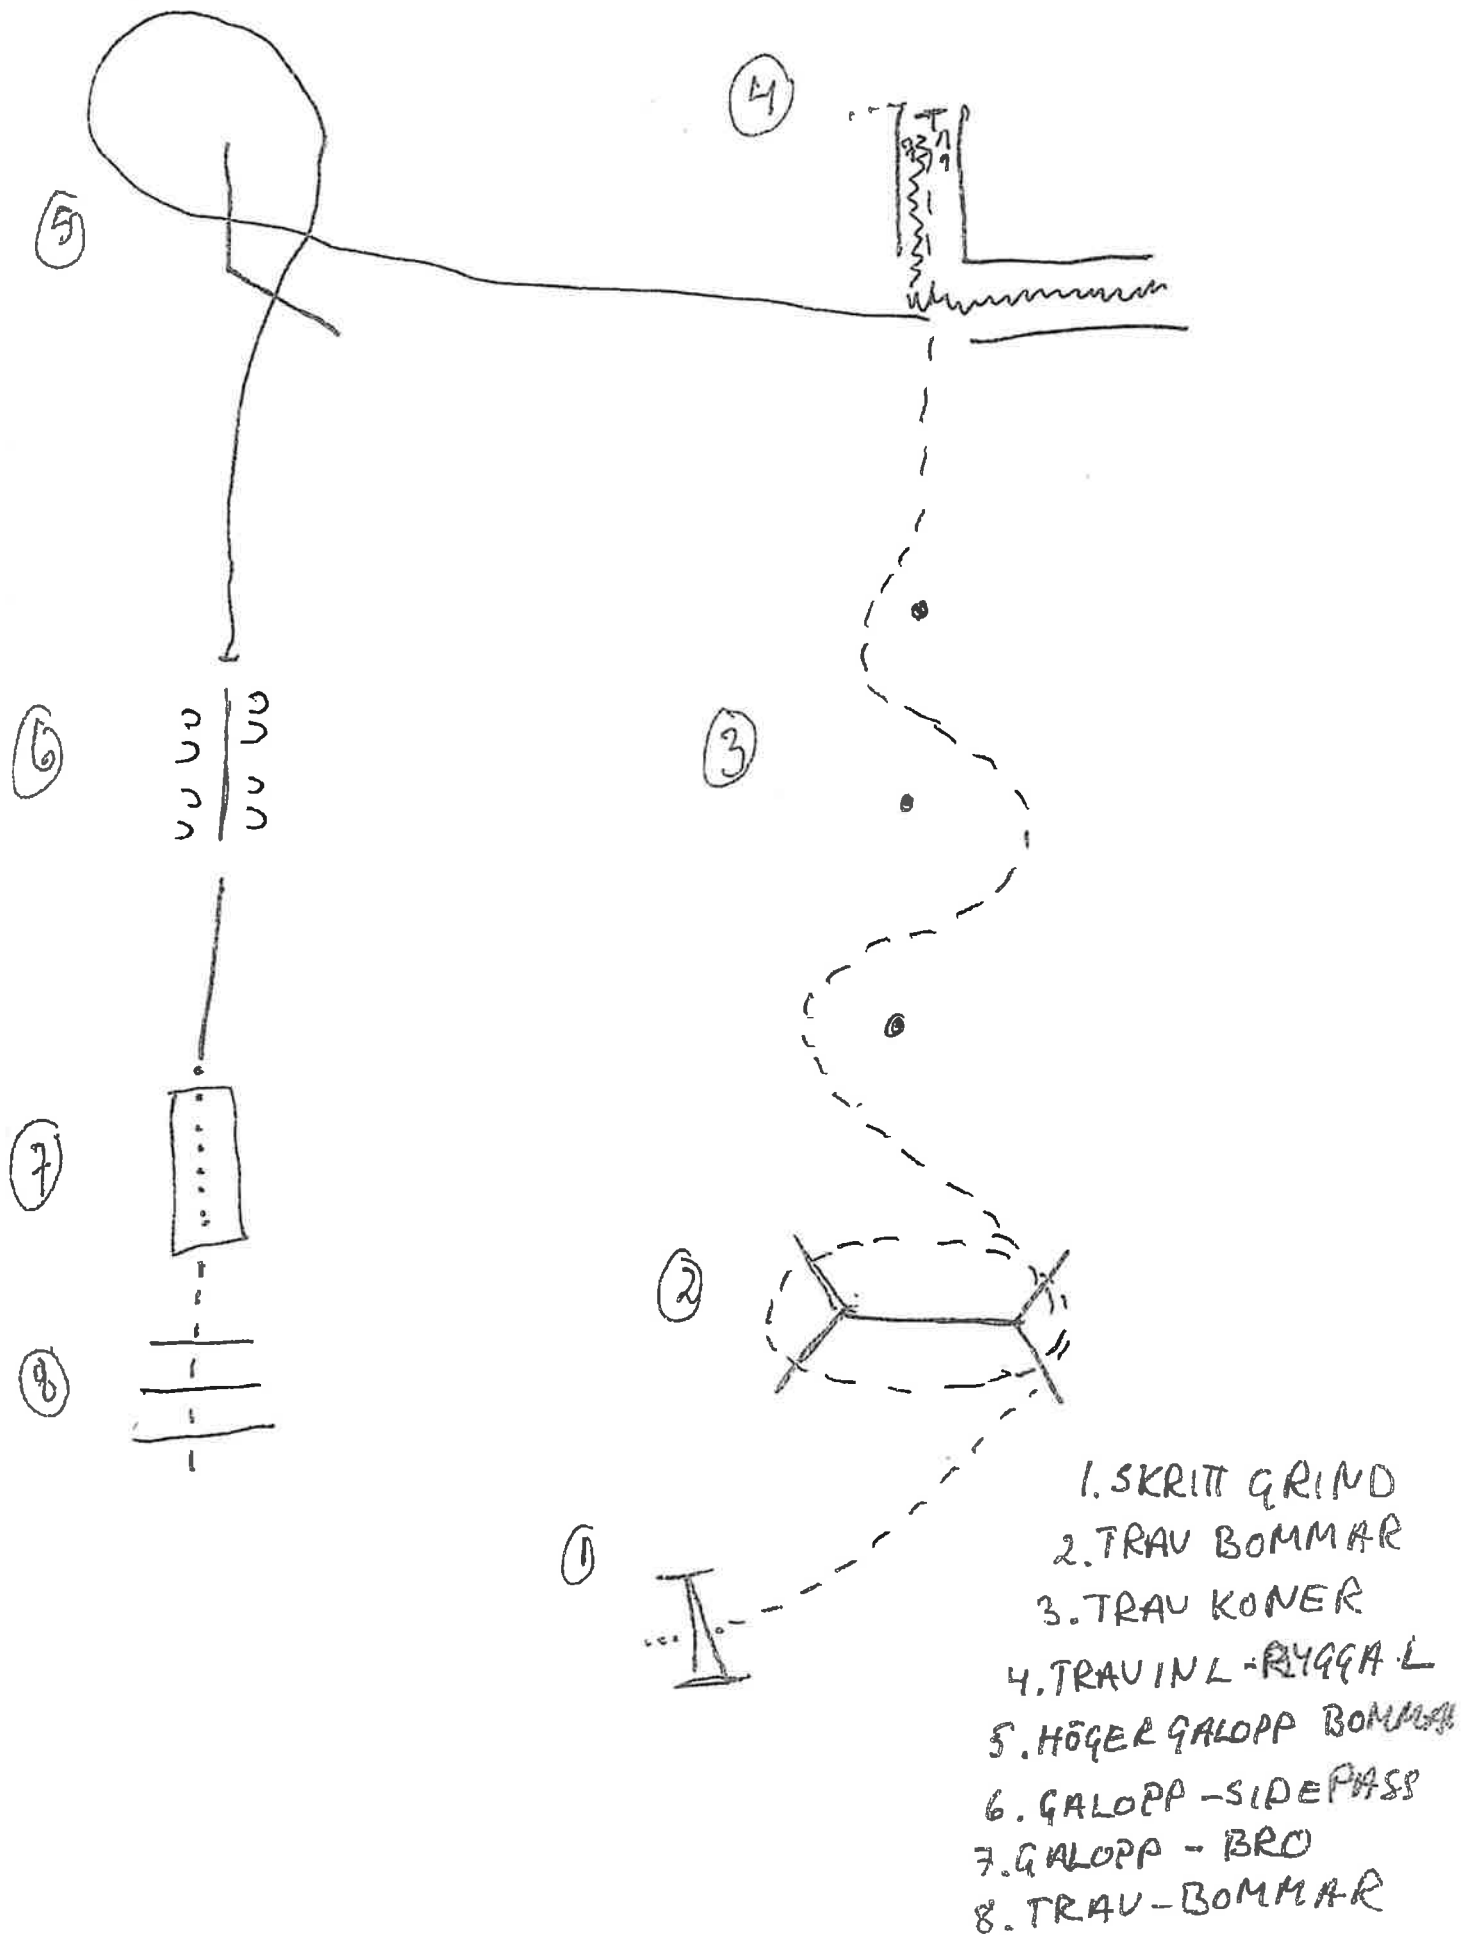 4
5
6
3
7
2
8
1
1. SKRITT GRIND
2. TRAV BOMMAR
3. TRAV KONER
4. TRAV IN L - RYGGA L
5. HÖGER GALOPP BOMMAR
6. GALOPP - SIDEPASS
7. GALOPP - BRO
8. TRAV - BOMMAR